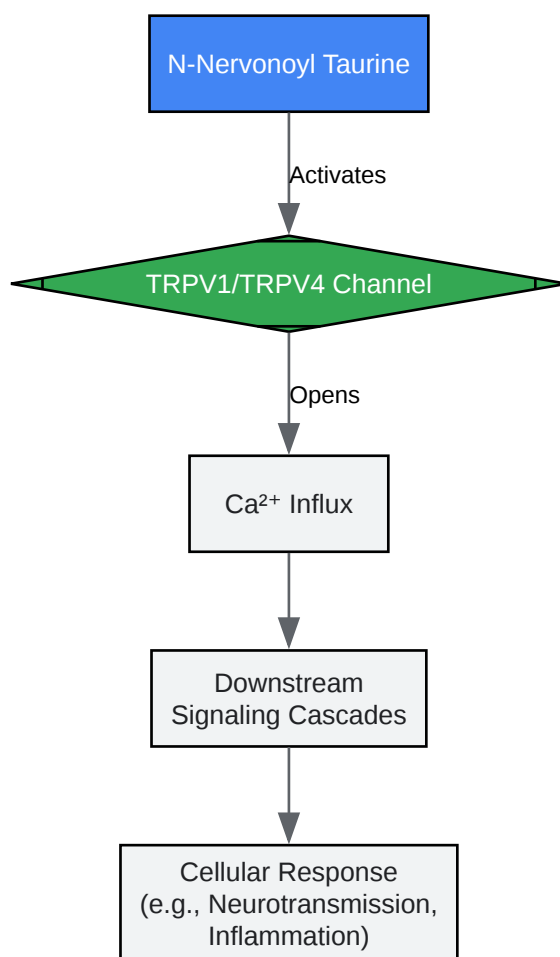 N-Nervonoyl Taurine
Activates
TRPV1/TRPV4 Channel
Opens
Ca²⁺ Influx
Downstream
Signaling Cascades
Cellular Response
(e.g., Neurotransmission,
Inflammation)